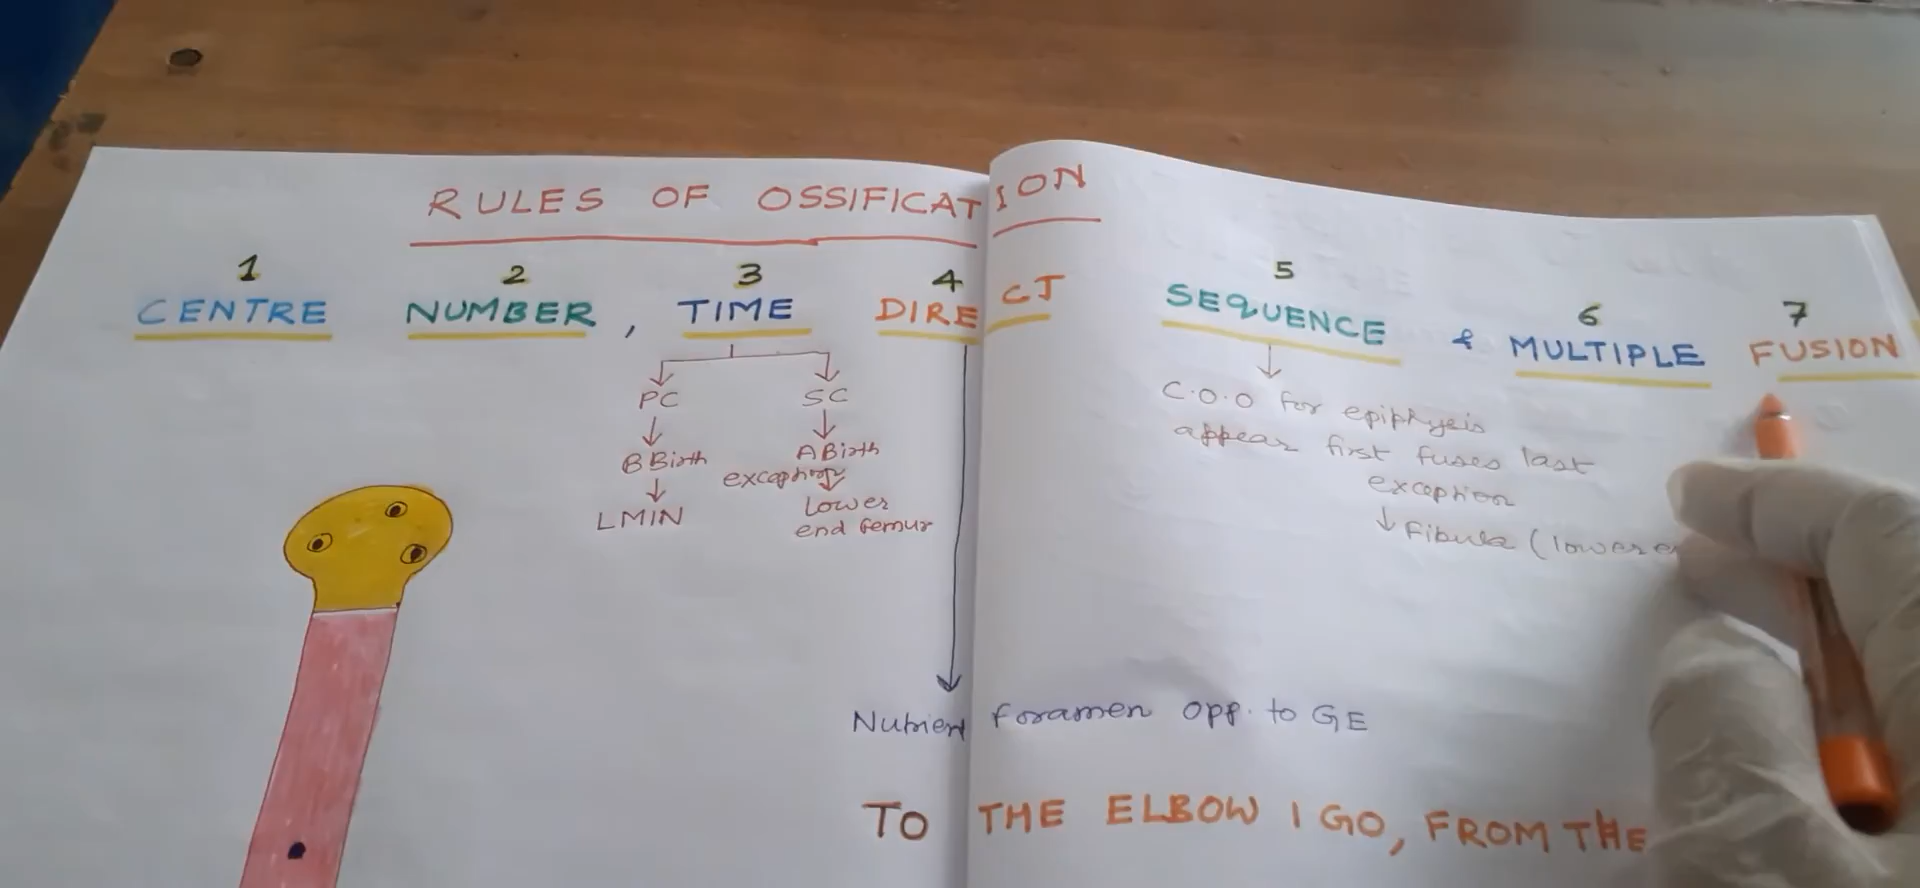 RULES OF OSSIFICATION
1 2 3 4 5 6 7
CENTRE NUMBER, TIME DIRECT SEQUENCE & MULTIPLE FUSION
PC SC
B Birth A Birth
exception
LMIN Lower
end femur
C.O.O for epiphysis
appear first fuses last
exception
Fibula (lower
Nutrient foramen opp. to GE
TO THE ELBOW I GO, FROM THE